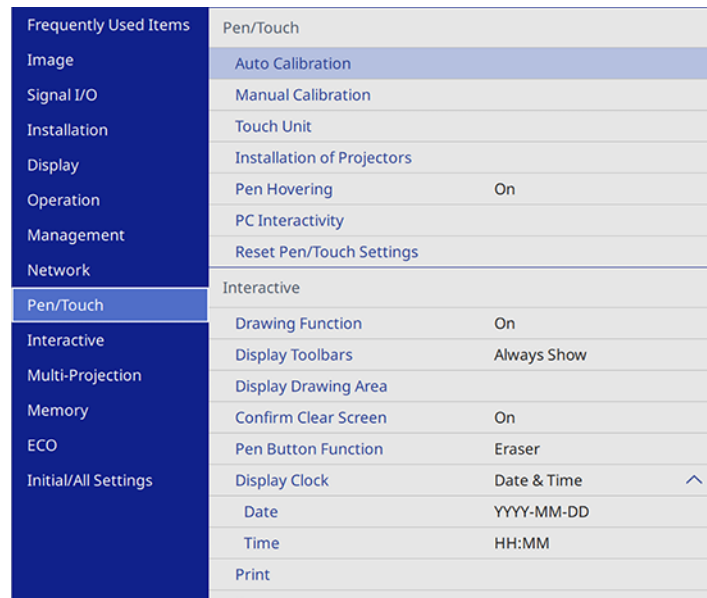 Frequently Used Items
Image
Signal I/O
Installation
Display
Operation
Management
Network
Pen/Touch
Interactive
Multi-Projection
Memory
ECO
Initial/All Settings
Pen/Touch
Auto Calibration
Manual Calibration
Touch Unit
Installation of Projectors
Pen Hovering On
PC Interactivity
Reset Pen/Touch Settings
Interactive
Drawing Function On
Display Toolbars Always Show
Display Drawing Area
Confirm Clear Screen On
Pen Button Function Eraser
Display Clock Date & Time
Date YYYY-MM-DD
Time HH:MM
Print